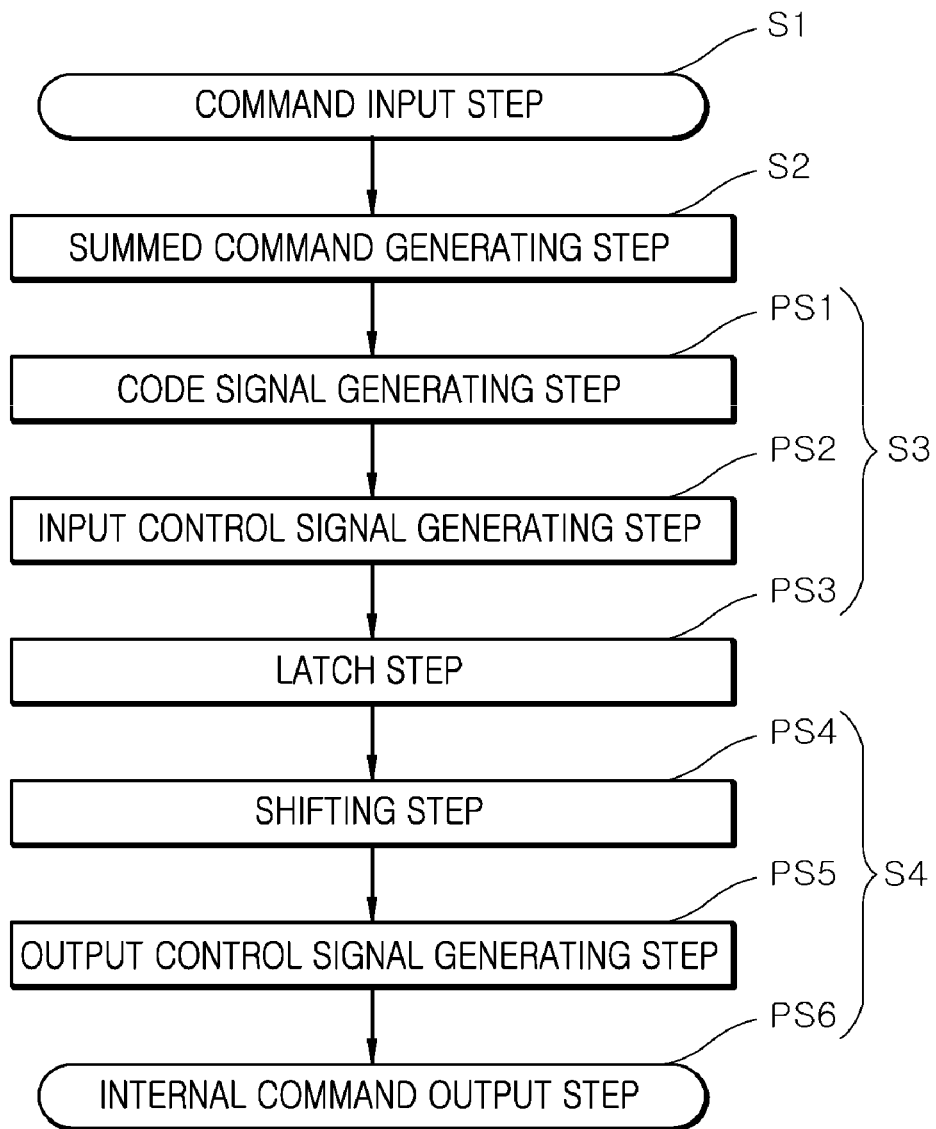 S1
COMMAND INPUT STEP
S2
SUMMED COMMAND GENERATING STEP
PS1
CODE SIGNAL GENERATING STEP
PS2
S3
INPUT CONTROL SIGNAL GENERATING STEP
PS3
LATCH STEP
PS4
SHIFTING STEP
PS5
S4
OUTPUT CONTROL SIGNAL GENERATING STEP
PS6
INTERNAL COMMAND OUTPUT STEP